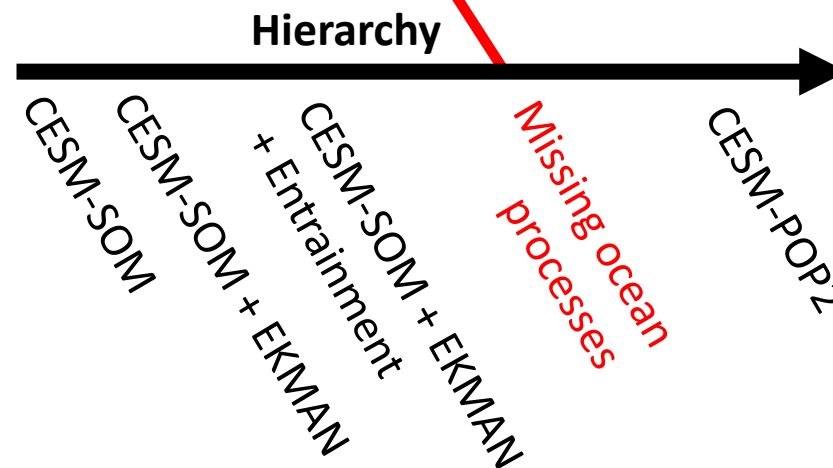 Hierarchy
CESM-SOM
CESM-SOM + EKMAN
CESM-SOM + EKMAN
+ Entrainment
Missing ocean
processes
CESM-POP2